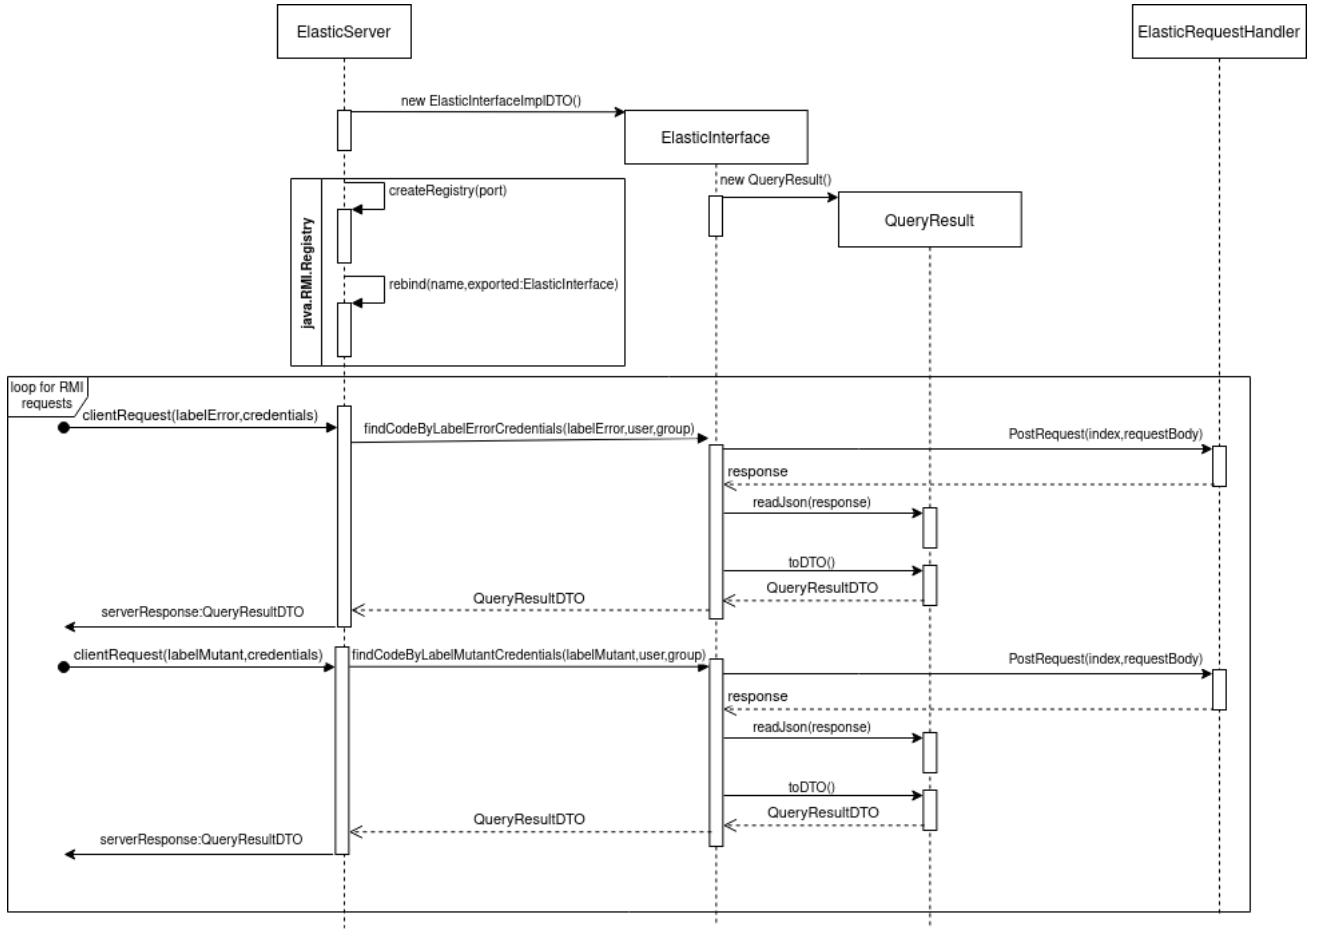 ElasticServer
ElasticRequestHandler
new ElasticInterfaceImplDTO()
ElasticInterface
new QueryResult()
createRegistry(port)
QueryResult
java.RMI.Registry
rebind(name,exported:ElasticInterface)
loop for RMI
requests
clientRequest(labelError,credentials)
findCodeByLabelErrorCredentials(labelError,user,group)
PostRequest(index,requestBody)
response
readJson(response)
toDTO()
QueryResultDTO
QueryResultDTO
serverResponse:QueryResultDTO
clientRequest(labelMutant,credentials)
findCodeByLabelMutantCredentials(labelMutant,user,group)
PostRequest(index,requestBody)
response
readJson(response)
toDTO()
QueryResultDTO
QueryResultDTO
serverResponse:QueryResultDTO